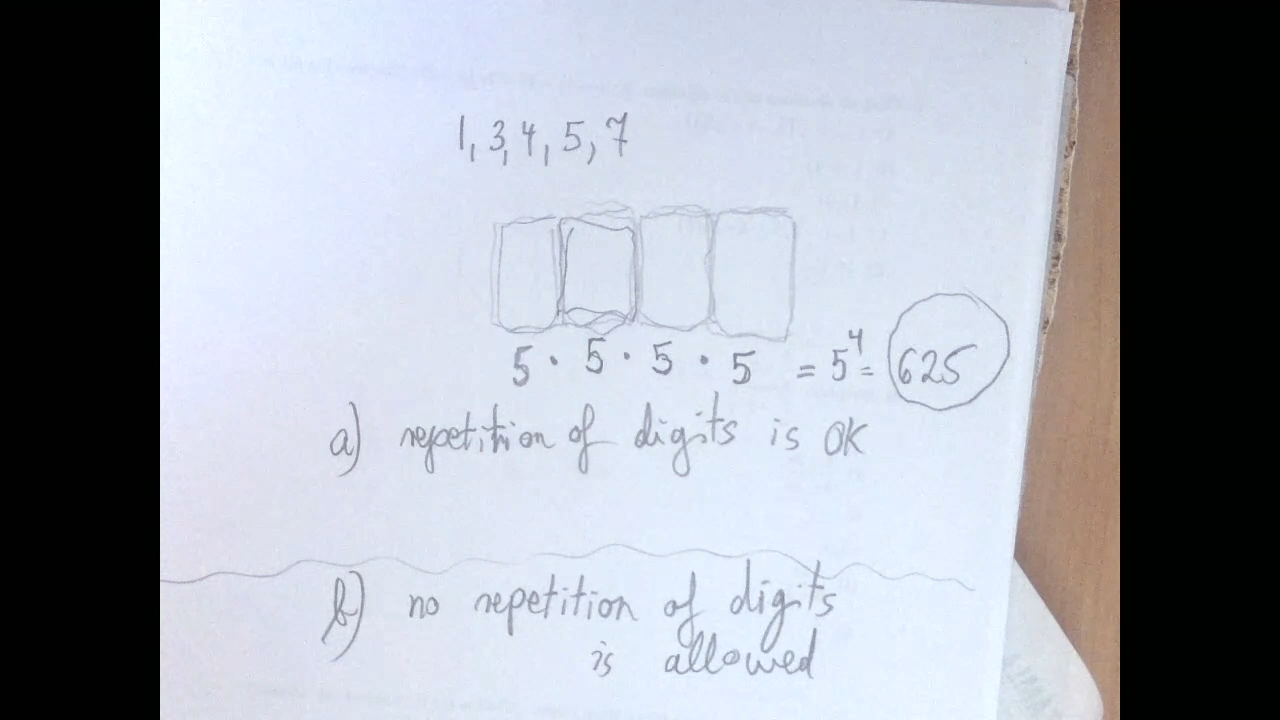 1, 3, 4, 5, 7
5 · 5 · 5 · 5 = 5⁴ = 625
a) repetition of digits is OK
b) no repetition of digits
is allowed